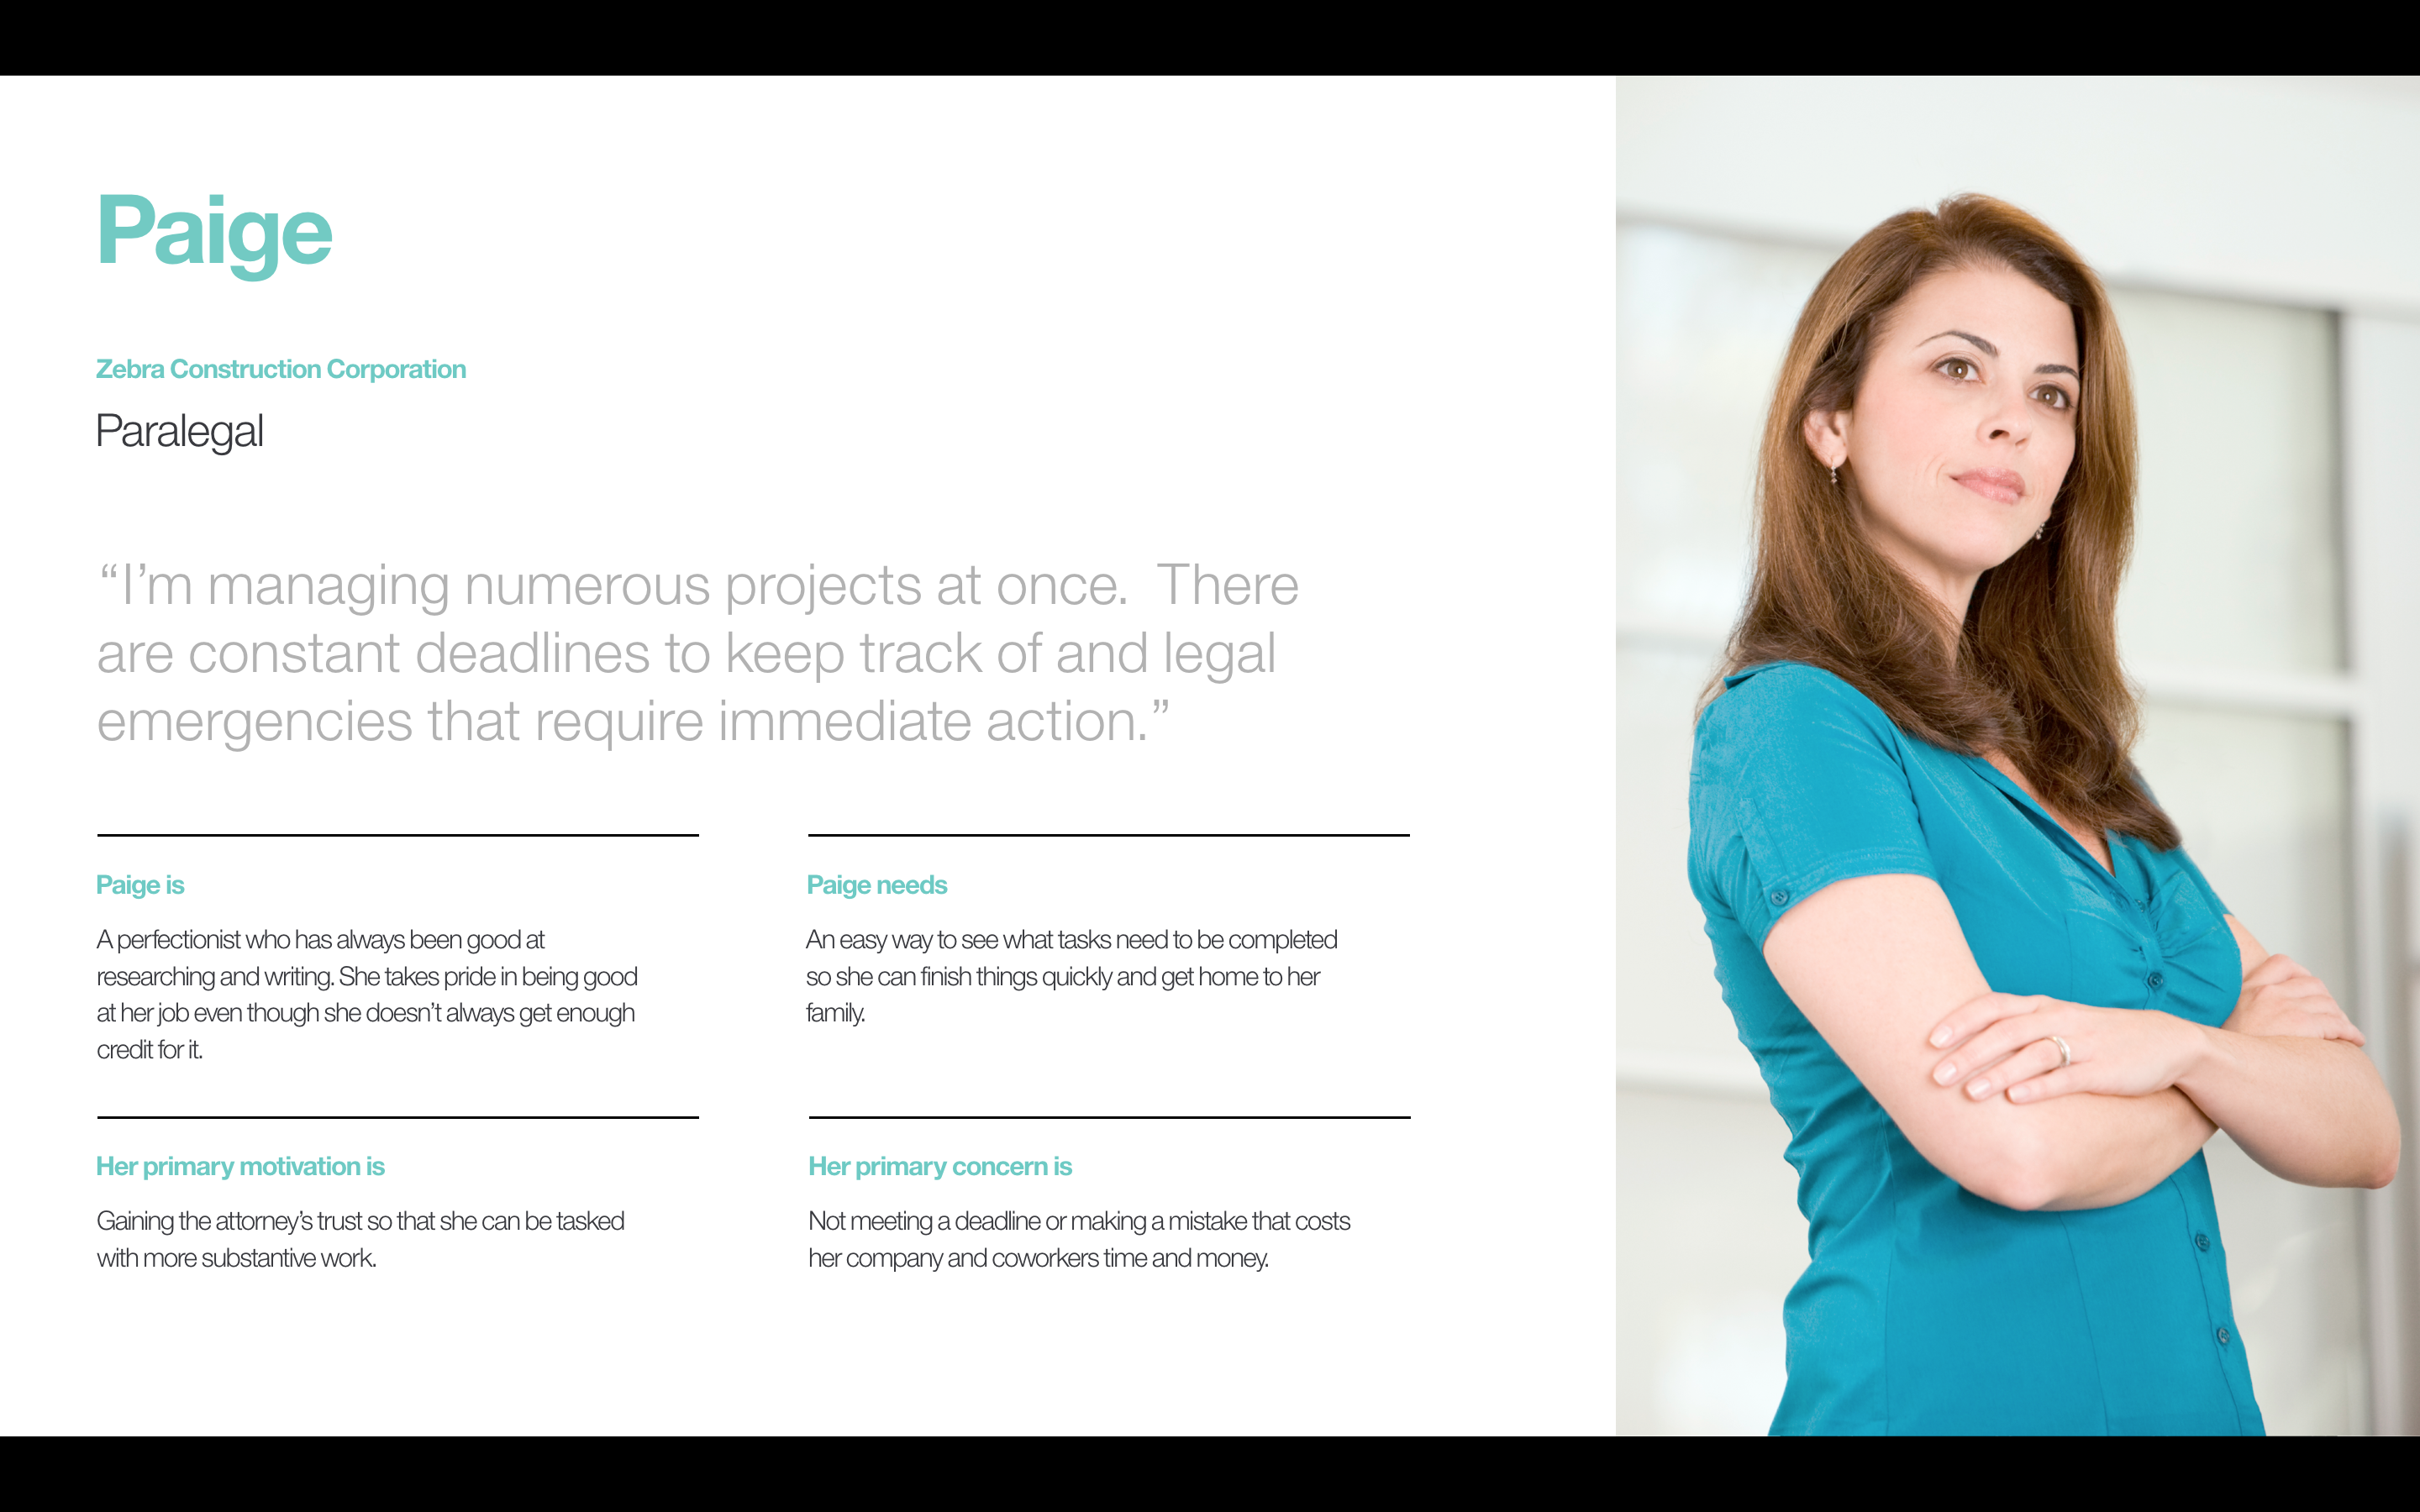 Paige
Zebra Construction Corporation
Paralegal
“I’m managing numerous projects at once.  There
are constant deadlines to keep track of and legal
emergencies that require immediate action.”
Paige is
A perfectionist who has always been good at
researching and writing. She takes pride in being good
at her job even though she doesn’t always get enough
credit for it.
Paige needs
An easy way to see what tasks need to be completed
so she can finish things quickly and get home to her
family.
Her primary motivation is
Gaining the attorney’s trust so that she can be tasked
with more substantive work.
Her primary concern is
Not meeting a deadline or making a mistake that costs
her company and coworkers time and money.